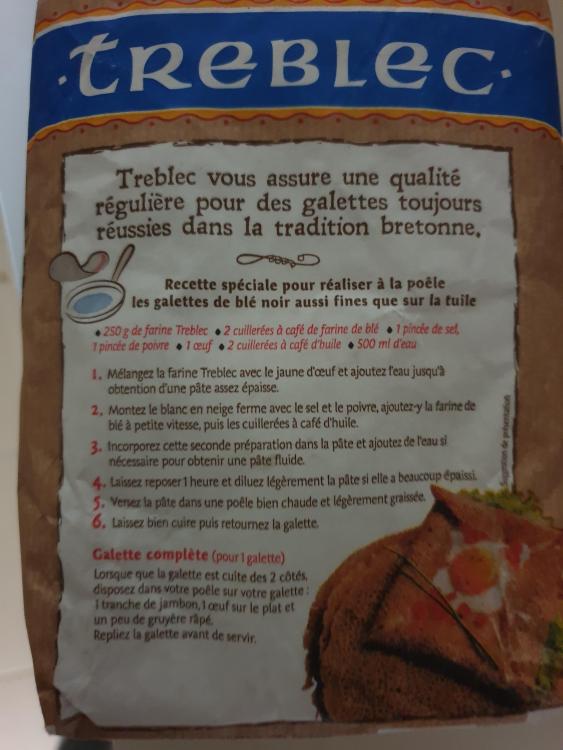 TREBLEC
Treblec vous assure une qualité
régulière pour des galettes toujours
réussies dans la tradition bretonne.
Recette spéciale pour réaliser à la poêle
les galettes de blé noir aussi fines que sur la tuile
• 250 g de farine Treblec • 2 cuillerées à café de farine de blé • 1 pincée de sel,
1 pincée de poivre • 1 œuf • 2 cuillerées à café d'huile • 500 ml d'eau
1. Mélangez la farine Treblec avec le jaune d'œuf et ajoutez l'eau jusqu'à
obtention d'une pâte assez épaisse.
2. Montez le blanc en neige ferme avec le sel et le poivre, ajoutez-y la farine de
blé à petite vitesse, puis les cuillerées à café d'huile.
3. Incorporez cette seconde préparation dans la pâte et ajoutez de l'eau si
nécessaire pour obtenir une pâte fluide.
4. Laissez reposer 1 heure et diluez légèrement la pâte si elle a beaucoup épaissi.
5. Versez la pâte dans une poêle bien chaude et légèrement graissée.
6. Laissez bien cuire puis retournez la galette.
Galette complète (pour 1 galette)
Lorsque que la galette est cuite des 2 côtés,
disposez dans votre poêle sur votre galette :
1 tranche de jambon, 1 œuf sur le plat et
un peu de gruyère râpé.
Repliez la galette avant de servir.
Suggestion de présentation